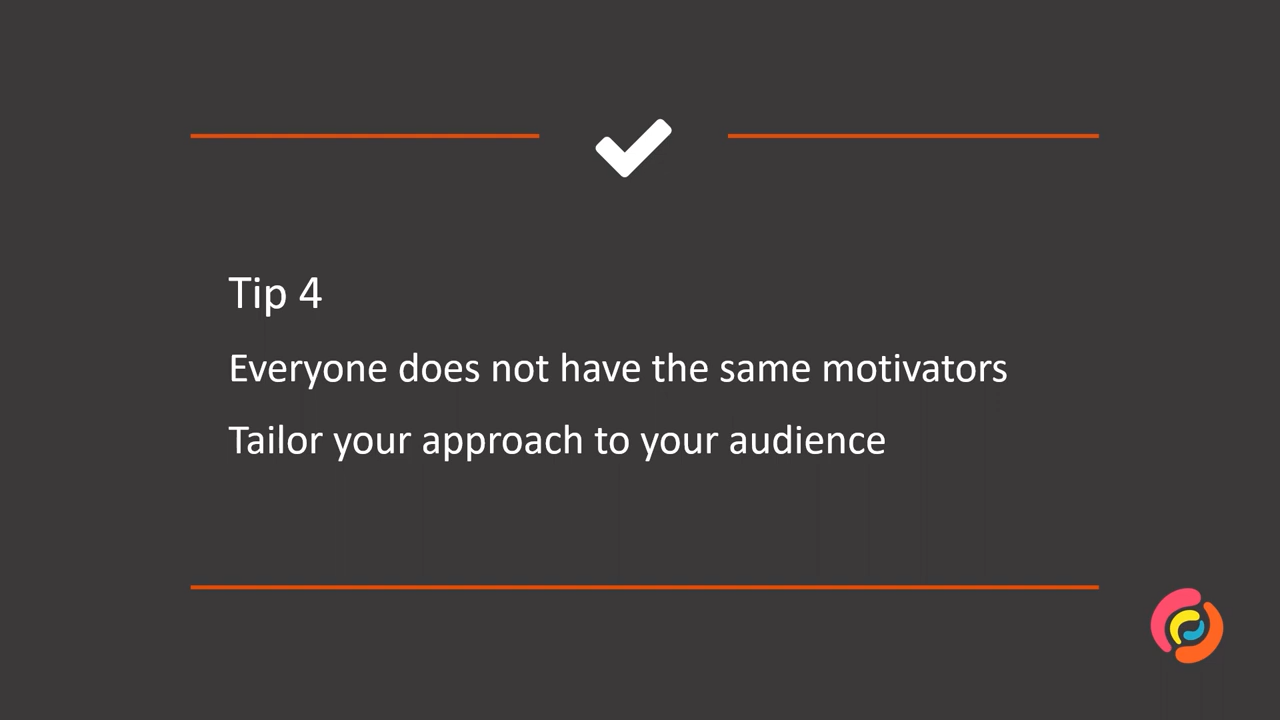 Tip 4
Everyone does not have the same motivators
Tailor your approach to your audience